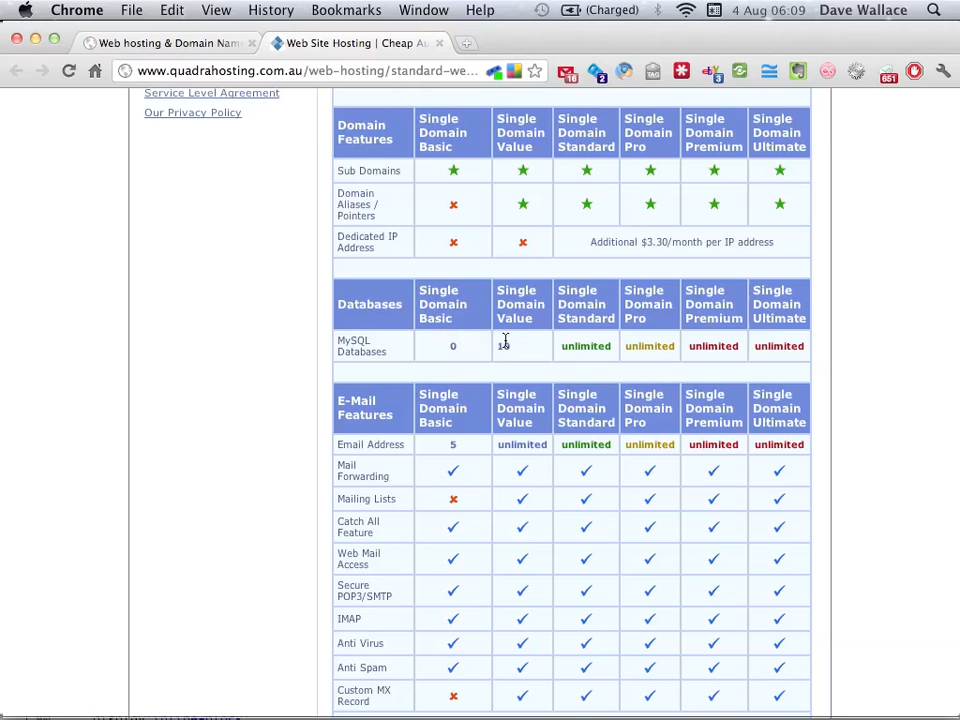 Chrome File Edit View History Bookmarks Window Help (Charged) 4 Aug 06:09 Dave Wallace
Web hosting & Domain Nam Web Site Hosting | Cheap Au
www.quadrahosting.com.au/web-hosting/standard-we... 16 2 3 651
Service Level Agreement
Our Privacy Policy
Domain Features Single Domain Basic Single Domain Value Single Domain Standard Single Domain Pro Single Domain Premium Single Domain Ultimate
Sub Domains
Domain Aliases / Pointers
Dedicated IP Address Additional $3.30/month per IP address
Databases Single Domain Basic Single Domain Value Single Domain Standard Single Domain Pro Single Domain Premium Single Domain Ultimate
MySQL Databases 0 10 unlimited unlimited unlimited unlimited
E-Mail Features Single Domain Basic Single Domain Value Single Domain Standard Single Domain Pro Single Domain Premium Single Domain Ultimate
Email Address 5 unlimited unlimited unlimited unlimited unlimited
Mail Forwarding
Mailing Lists
Catch All Feature
Web Mail Access
Secure POP3/SMTP
IMAP
Anti Virus
Anti Spam
Custom MX Record